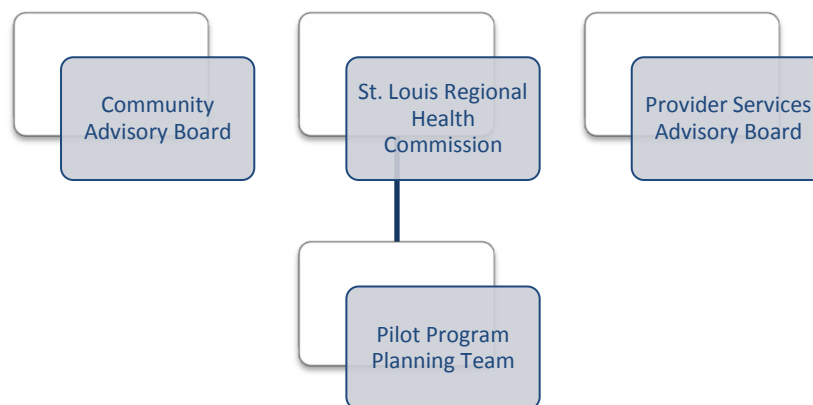 Community
Advisory Board
St. Louis Regional
Health
Commission
Provider Services
Advisory Board
Pilot Program
Planning Team